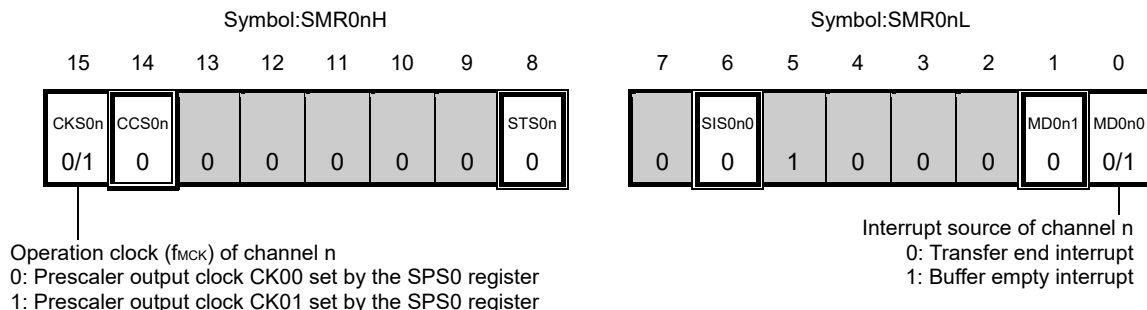 Symbol:SMR0nH Symbol:SMR0nL
15 14 13 12 11 10 9 8 7 6 5 4 3 2 1 0
CKS0n CCS0n STS0n SIS0n0 MD0n1 MD0n0
0/1 0 0 0 0 0 0 0 0 0 1 0 0 0 0 0/1
Interrupt source of channel n
Operation clock (fMCK) of channel n
0: Transfer end interrupt
0: Prescaler output clock CK00 set by the SPS0 register
1: Buffer empty interrupt
1: Prescaler output clock CK01 set by the SPS0 register